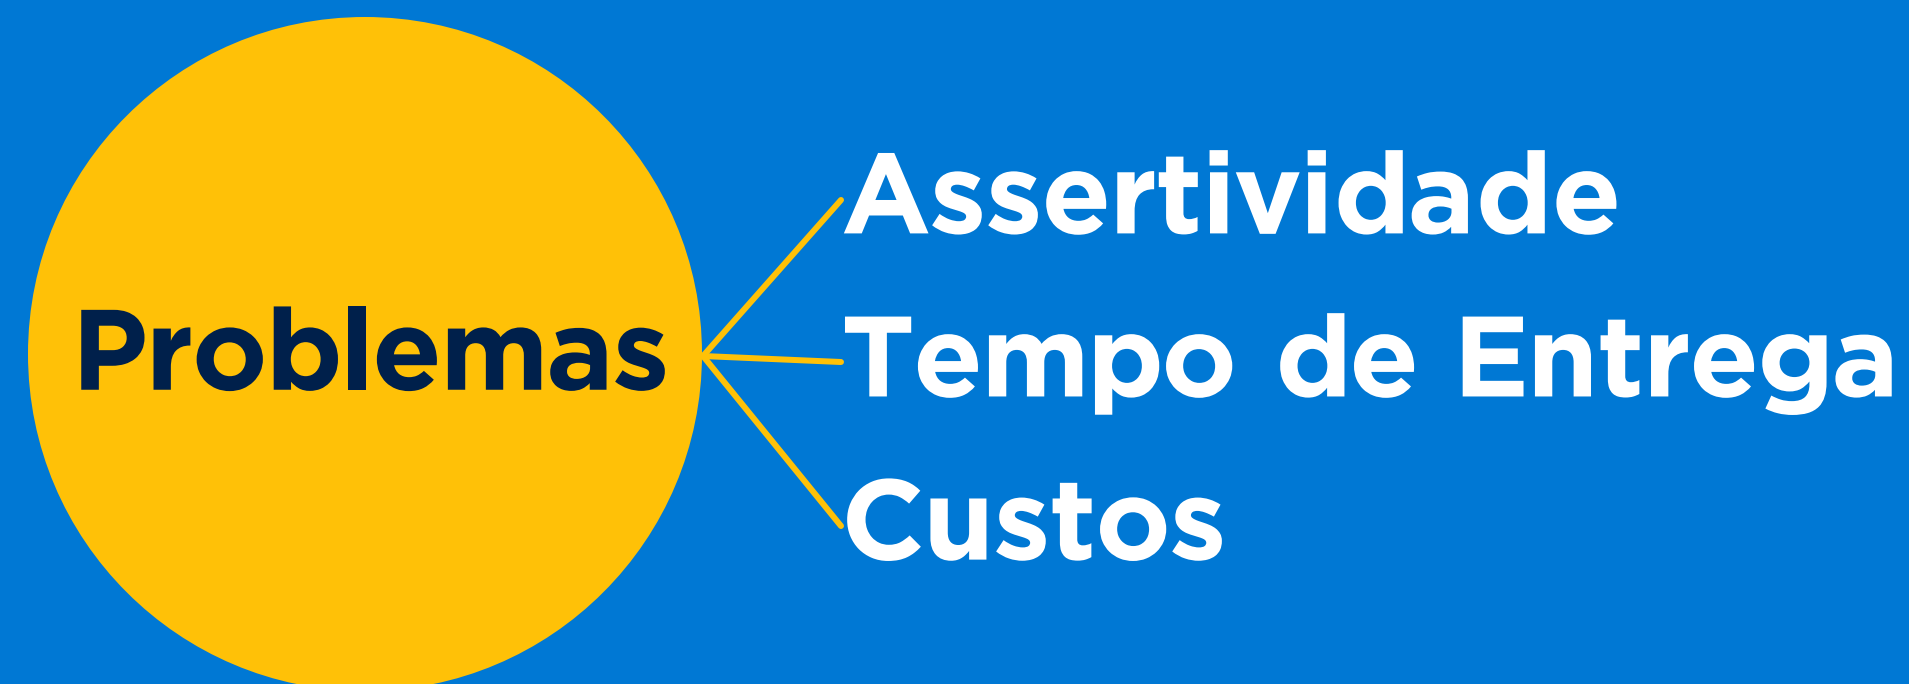 Problemas
Assertividade
Tempo de Entrega
Custos